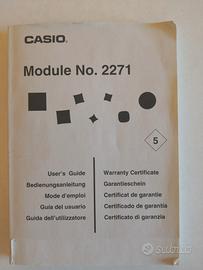 CASIO.
Module No. 2271
5
User's Guide
Bedienungsanleitung
Mode d'emploi
Guía del usuario
Guida dell'utilizzatore
Warranty Certificate
Garantieschein
Certificat de garantie
Certificado de garantía
Certificato di garanzia
subito